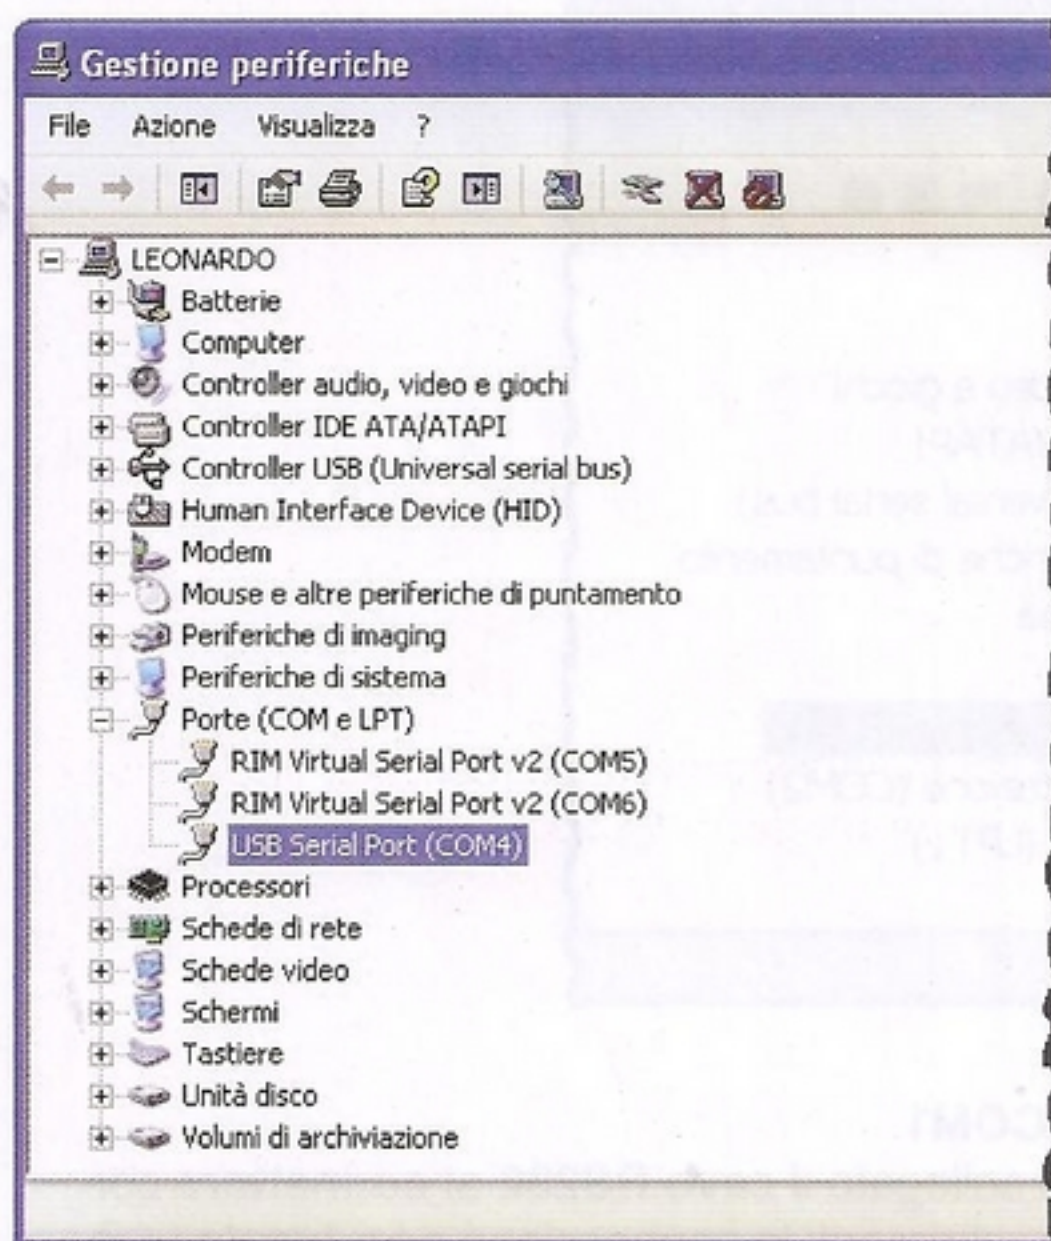 Gestione periferiche
File Azione Visualizza ?
LEONARDO
Batterie
Computer
Controller audio, video e giochi
Controller IDE ATA/ATAPI
Controller USB (Universal serial bus)
Human Interface Device (HID)
Modem
Mouse e altre periferiche di puntamento
Periferiche di imaging
Periferiche di sistema
Porte (COM e LPT)
RIM Virtual Serial Port v2 (COM5)
RIM Virtual Serial Port v2 (COM6)
USB Serial Port (COM4)
Processori
Schede di rete
Schede video
Schermi
Tastiere
Unità disco
Volumi di archiviazione